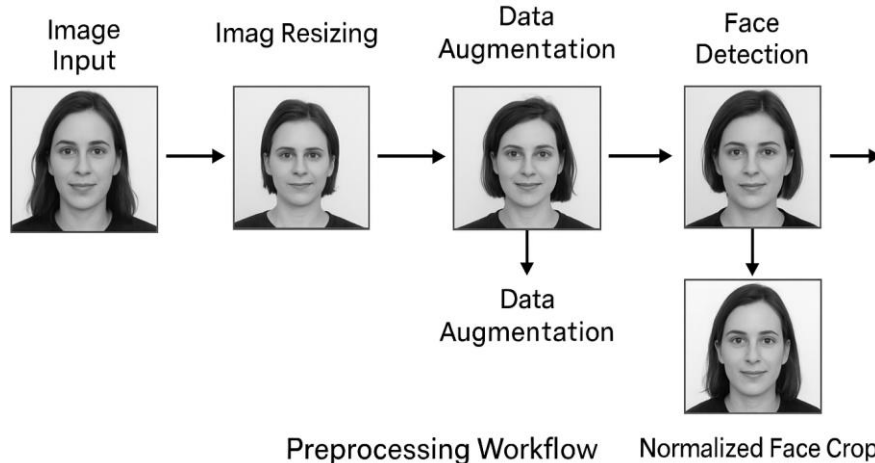 Image
Input
Imag Resizing
Data
Augmentation
Face
Detection
Data
Augmentation
Preprocessing Workflow
Normalized Face Crop